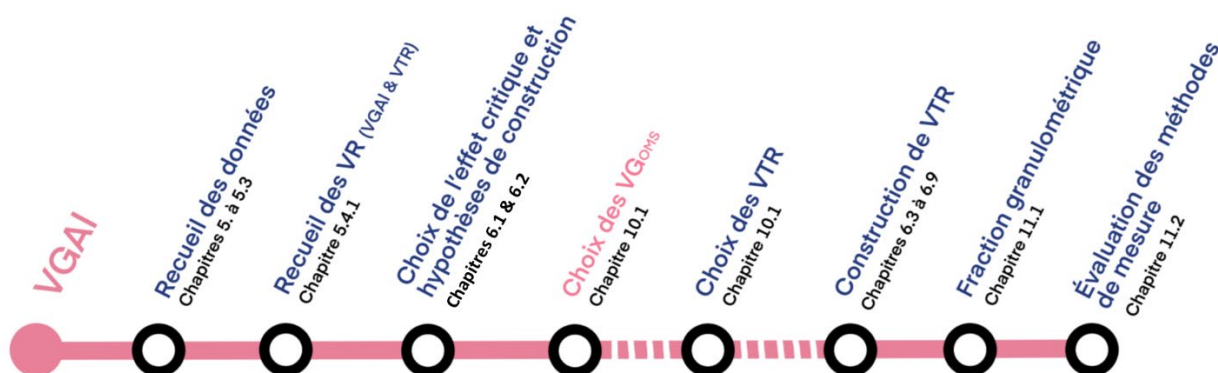 VGAI
Recueil des données
Chapitres 5. à 5.3
Recueil des VR (VGAI & VTR)
Chapitre 5.4.1
Choix de l'effet critique et
hypothèses de construction
Chapitres 6.1 & 6.2
Choix des VGOMS
Chapitre 10.1
Choix des VTR
Chapitre 10.1
Construction de VTR
Chapitres 6.3 à 6.9
Fraction granulométrique
Chapitre 11.1
Évaluation des méthodes
de mesure
Chapitre 11.2